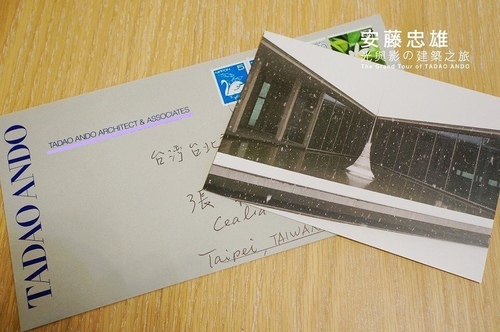 安藤忠雄
光與影の建築之旅
The Grand Tour of TADAO ANDO
TADAO ANDO
TADAO ANDO ARCHITECT & ASSOCIATES
台湾台北
張
Cealia
Taipei, TAIWAN